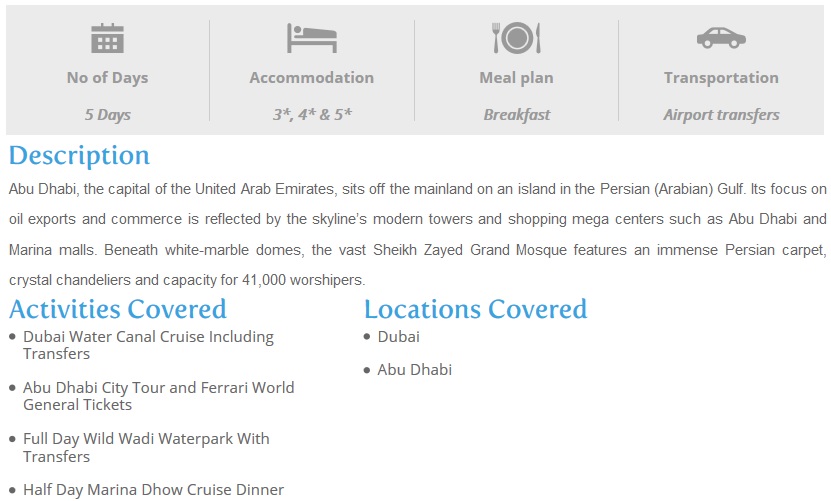 No of Days
Accommodation
Meal plan
Transportation
5 Days
3*, 4* & 5*
Breakfast
Airport transfers
Description
Abu Dhabi, the capital of the United Arab Emirates, sits off the mainland on an island in the Persian (Arabian) Gulf. Its focus on
oil exports and commerce is reflected by the skyline’s modern towers and shopping mega centers such as Abu Dhabi and
Marina malls. Beneath white-marble domes, the vast Sheikh Zayed Grand Mosque features an immense Persian carpet,
crystal chandeliers and capacity for 41,000 worshipers.
Activities Covered
Dubai Water Canal Cruise Including
Transfers
Abu Dhabi City Tour and Ferrari World
General Tickets
Full Day Wild Wadi Waterpark With
Transfers
Half Day Marina Dhow Cruise Dinner
Locations Covered
Dubai
Abu Dhabi